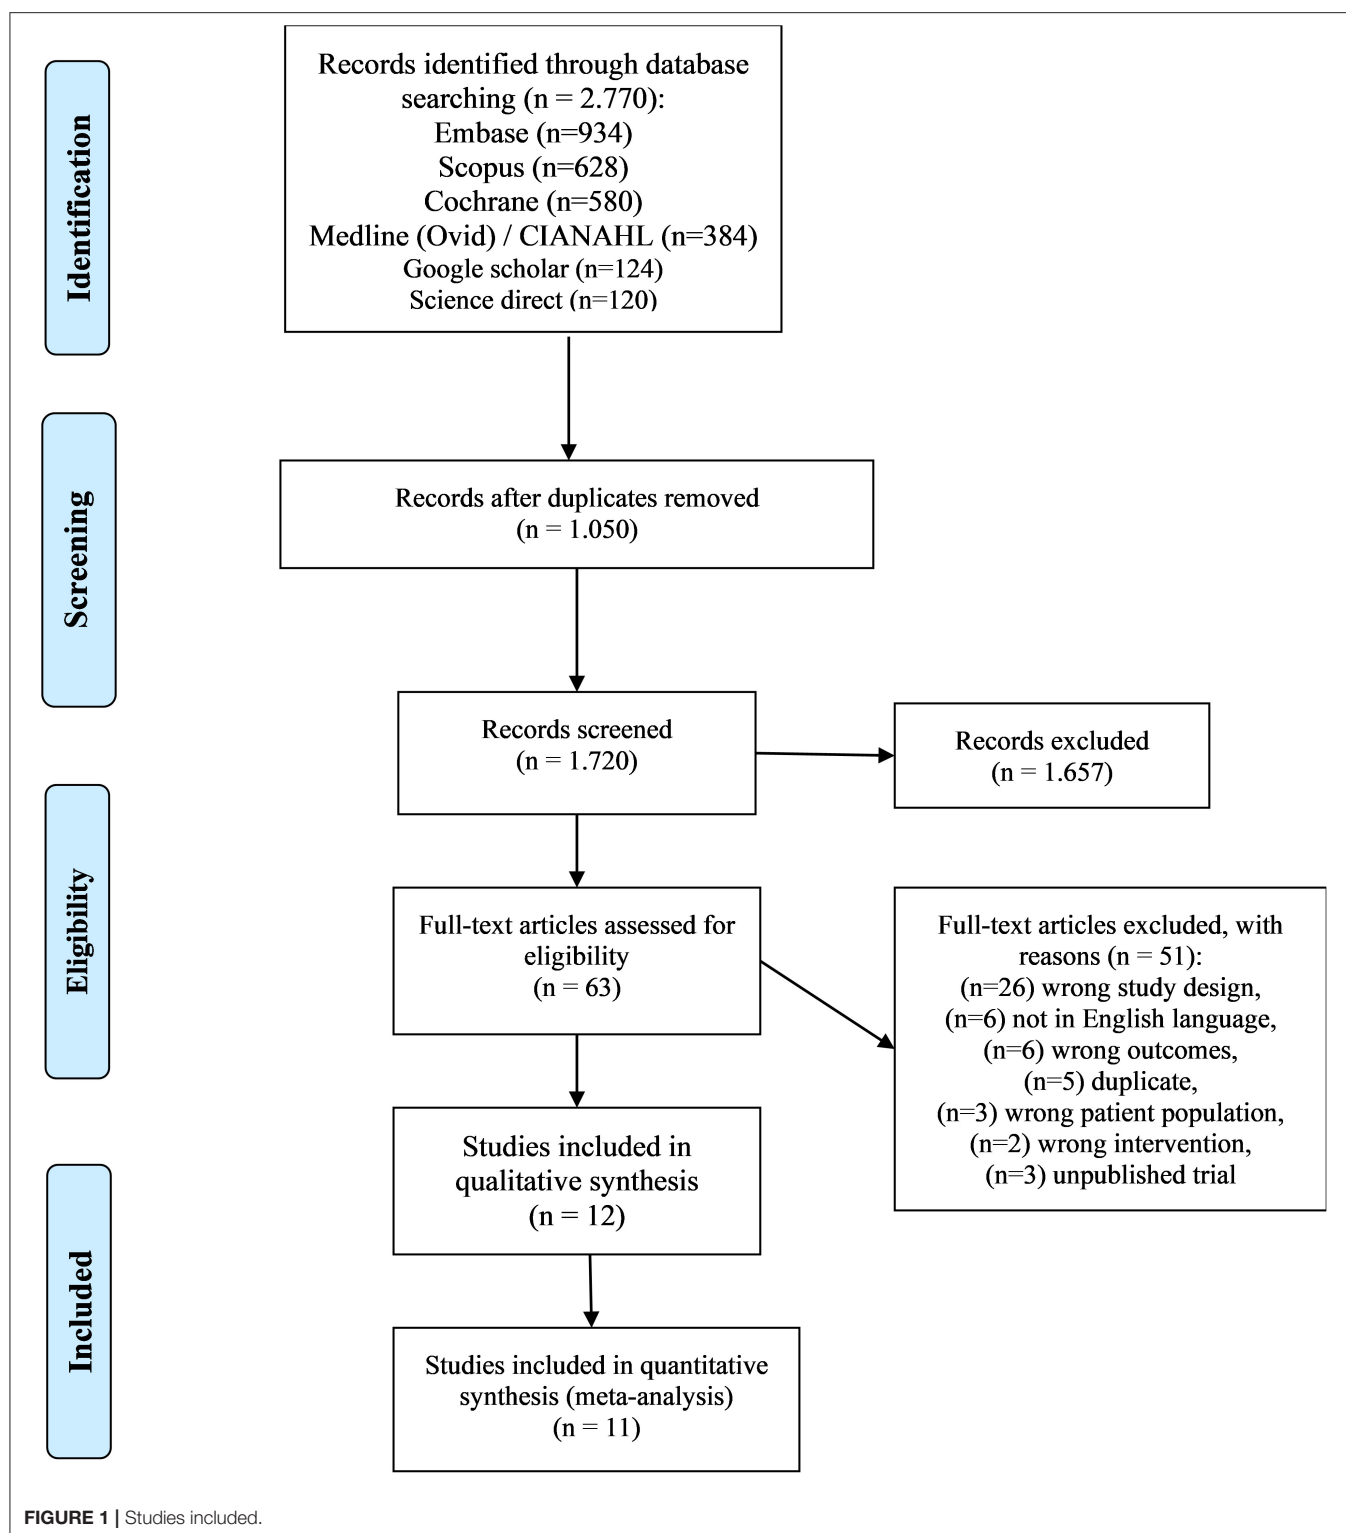 Identification
Records identified through database
searching (n = 2.770):
Embase (n=934)
Scopus (n=628)
Cochrane (n=580)
Medline (Ovid) / CIANAHL (n=384)
Google scholar (n=124)
Science direct (n=120)
Screening
Records after duplicates removed
(n = 1.050)
Records screened
(n = 1.720)
Records excluded
(n = 1.657)
Eligibility
Full-text articles assessed for
eligibility
(n = 63)
Full-text articles excluded, with
reasons (n = 51):
(n=26) wrong study design,
(n=6) not in English language,
(n=6) wrong outcomes,
(n=5) duplicate,
(n=3) wrong patient population,
(n=2) wrong intervention,
(n=3) unpublished trial
Included
Studies included in
qualitative synthesis
(n = 12)
Studies included in quantitative
synthesis (meta-analysis)
(n = 11)
FIGURE 1 | Studies included.